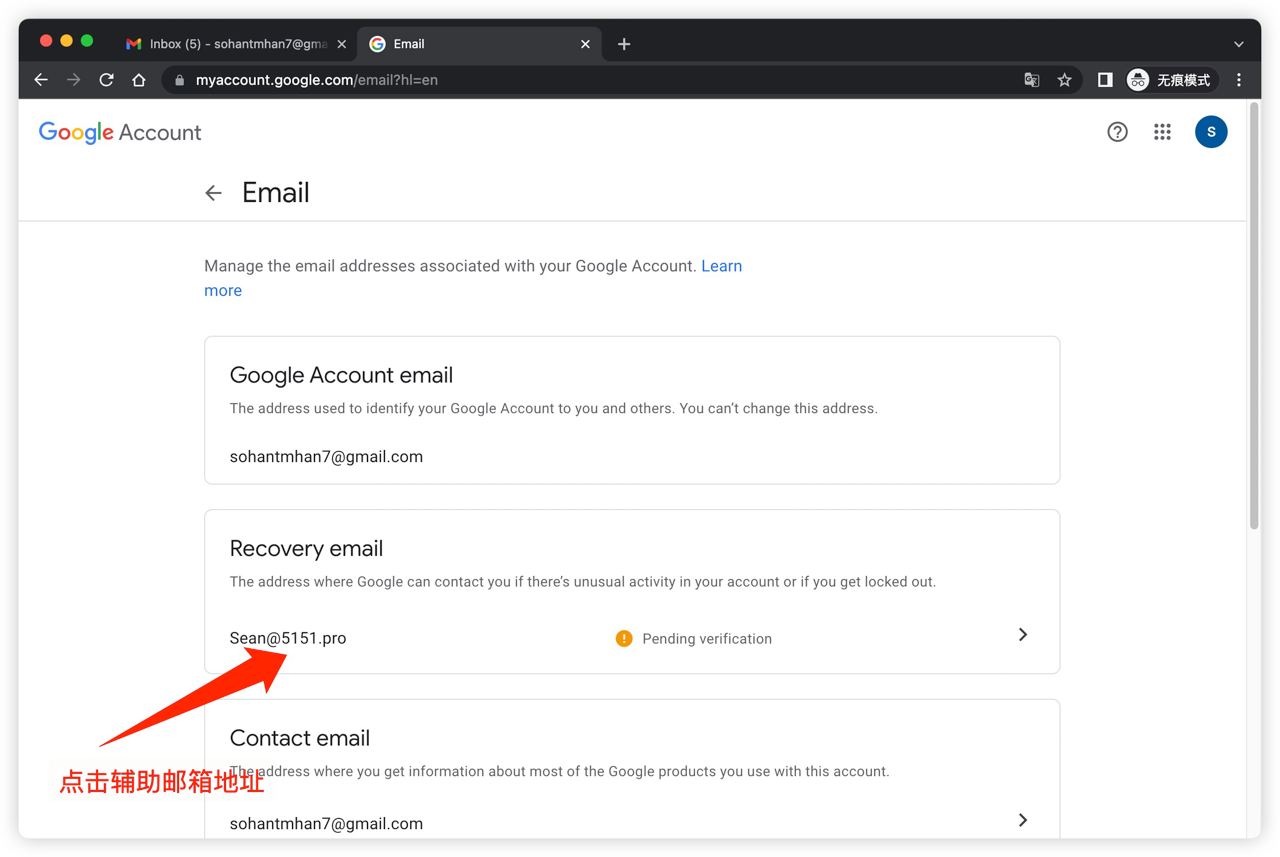 Inbox (5) - sohantmhan7@gma
Email
myaccount.google.com/email?hl=en
无痕模式
Google Account
S
Email
Manage the email addresses associated with your Google Account. Learn
more
Google Account email
The address used to identify your Google Account to you and others. You can't change this address.
sohantmhan7@gmail.com
Recovery email
The address where Google can contact you if there's unusual activity in your account or if you get locked out.
Sean@5151.pro
Pending verification
Contact email
The address where you get information about most of the Google products you use with this account.
点击辅助邮箱地址
sohantmhan7@gmail.com